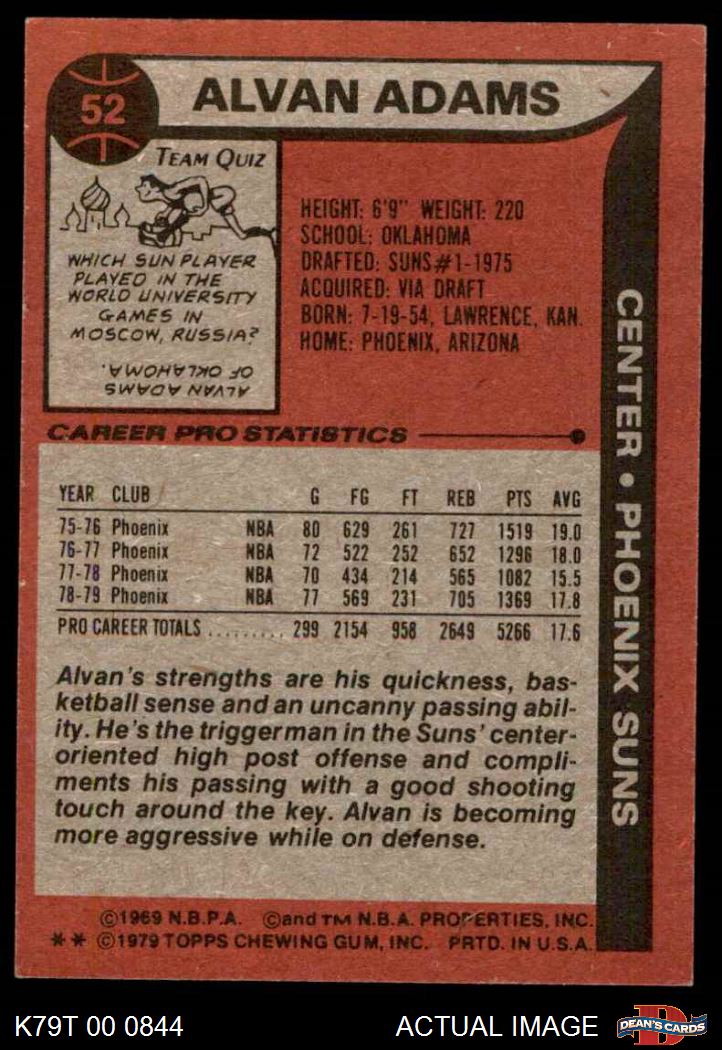 52
ALVAN ADAMS
TEAM QUIZ
WHICH SUN PLAYER
PLAYED IN THE
WORLD UNIVERSITY
GAMES IN
MOSCOW, RUSSIA?
ALVAN ADAMS
OF OKLAHOMA.
HEIGHT: 6'9" WEIGHT: 220
SCHOOL: OKLAHOMA
DRAFTED: SUNS #1-1975
ACQUIRED: VIA DRAFT
BORN: 7-19-54, LAWRENCE, KAN.
HOME: PHOENIX, ARIZONA
CENTER • PHOENIX SUNS
CAREER PRO STATISTICS
YEAR CLUB G FG FT REB PTS AVG
75-76 Phoenix NBA 80 629 261 727 1519 19.0
76-77 Phoenix NBA 72 522 252 652 1296 18.0
77-78 Phoenix NBA 70 434 214 565 1082 15.5
78-79 Phoenix NBA 77 569 231 705 1369 17.8
PRO CAREER TOTALS ......... 299 2154 958 2649 5266 17.6
Alvan's strengths are his quickness, bas-
ketball sense and an uncanny passing abil-
ity. He's the triggerman in the Suns' center-
oriented high post offense and compli-
ments his passing with a good shooting
touch around the key. Alvan is becoming
more aggressive while on defense.
©1969 N.B.P.A. ©and TM N.B.A. PROPERTIES, INC.
** ©1979 TOPPS CHEWING GUM, INC. PRTD. IN U.S.A.
K79T 00 0844
ACTUAL IMAGE
D
DEAN'S CARDS